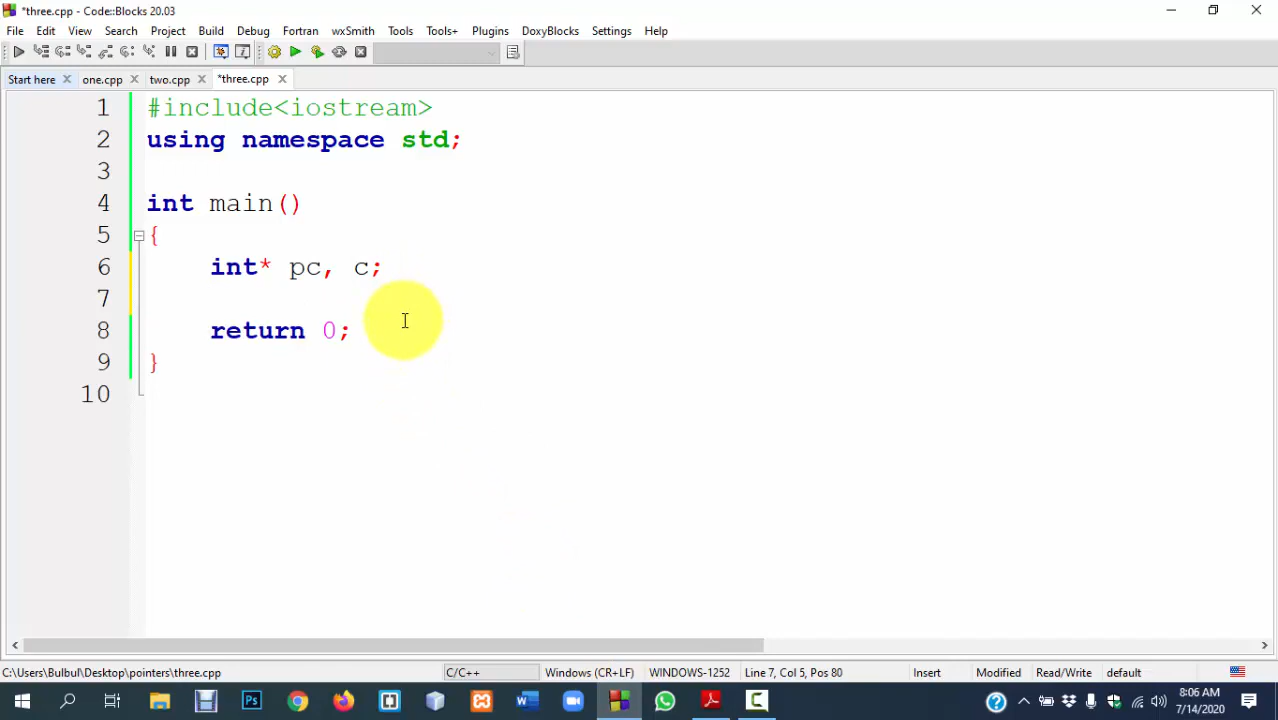 *three.cpp - Code::Blocks 20.03
File Edit View Search Project Build Debug Fortran wxSmith Tools Tools+ Plugins DoxyBlocks Settings Help
Start here one.cpp two.cpp *three.cpp
1 #include<iostream>
2 using namespace std;
3
4 int main()
5 {
6 int* pc, c;
7
8 return 0;
9 }
10
C:\Users\Bulbul\Desktop\pointers\three.cpp C/C++ Windows (CR+LF) WINDOWS-1252 Line 7, Col 5, Pos 80 Insert Modified Read/Write default
8:06 AM
7/14/2020